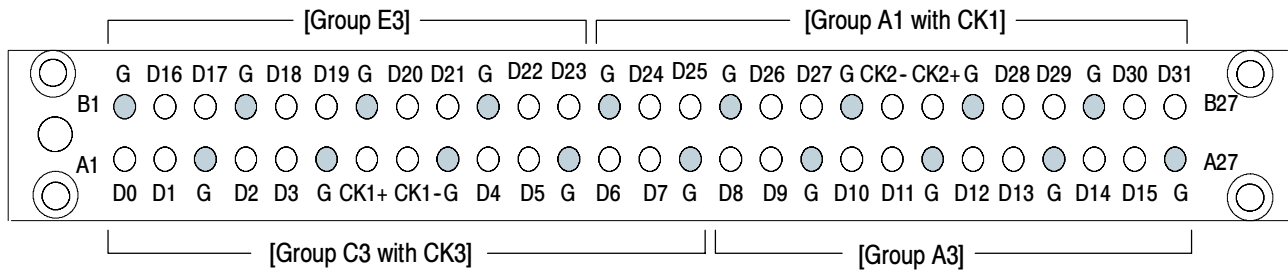 [Group E3] [Group A1 with CK1]
G D16 D17 G D18 D19 G D20 D21 G D22 D23 G D24 D25 G D26 D27 G CK2- CK2+ G D28 D29 G D30 D31
B1 B27
A1 A27
D0 D1 G D2 D3 G CK1+ CK1- G D4 D5 G D6 D7 G D8 D9 G D10 D11 G D12 D13 G D14 D15 G
[Group C3 with CK3] [Group A3]